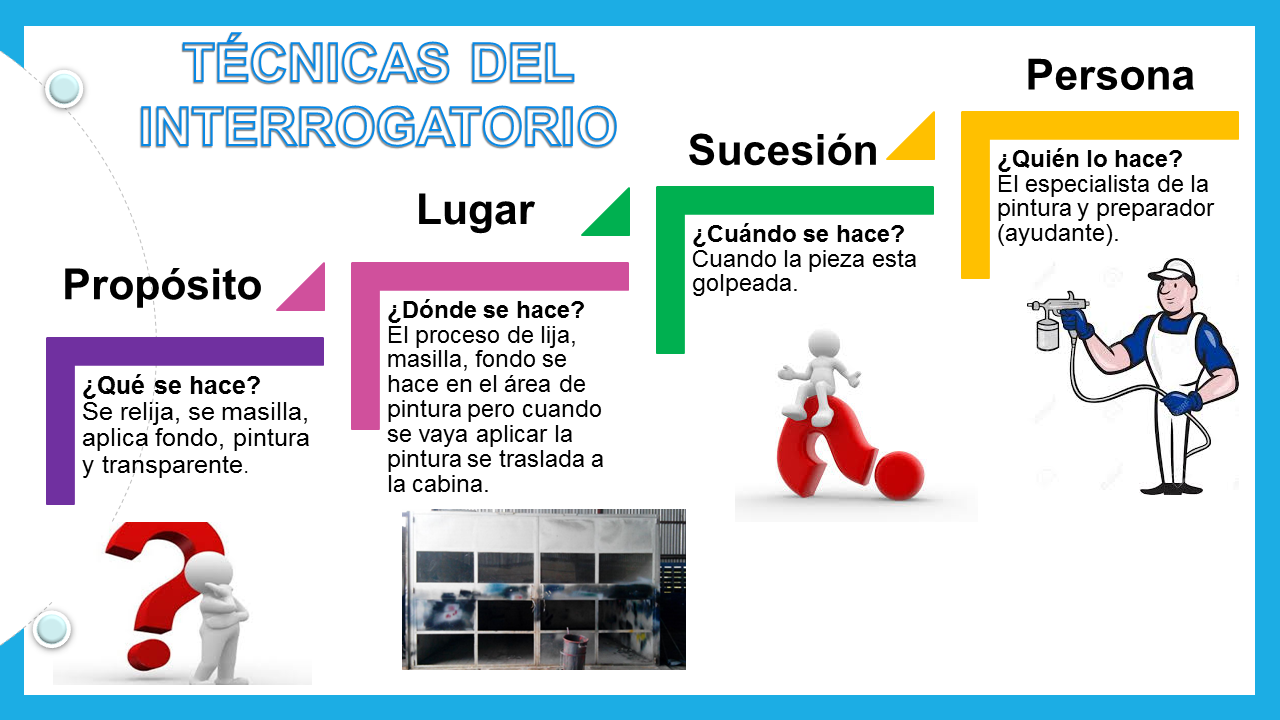 TÉCNICAS DEL
INTERROGATORIO
Propósito
¿Qué se hace?
Se relija, se masilla,
aplica fondo, pintura
y transparente.
Lugar
¿Dónde se hace?
El proceso de lija,
masilla, fondo se
hace en el área de
pintura pero cuando
se vaya aplicar la
pintura se traslada a
la cabina.
Sucesión
¿Cuándo se hace?
Cuando la pieza esta
golpeada.
Persona
¿Quién lo hace?
El especialista de la
pintura y preparador
(ayudante).